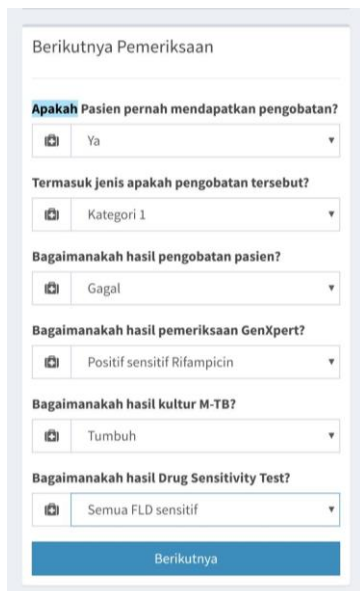 Berikutnya Pemeriksaan
Apakah Pasien pernah mendapatkan pengobatan?
Ya
Termasuk jenis apakah pengobatan tersebut?
Kategori 1
Bagaimanakah hasil pengobatan pasien?
Gagal
Bagaimanakah hasil pemeriksaan GenXpert?
Positif sensitif Rifampicin
Bagaimanakah hasil kultur M-TB?
Tumbuh
Bagaimanakah hasil Drug Sensitivity Test?
Semua FLD sensitif
Berikutnya